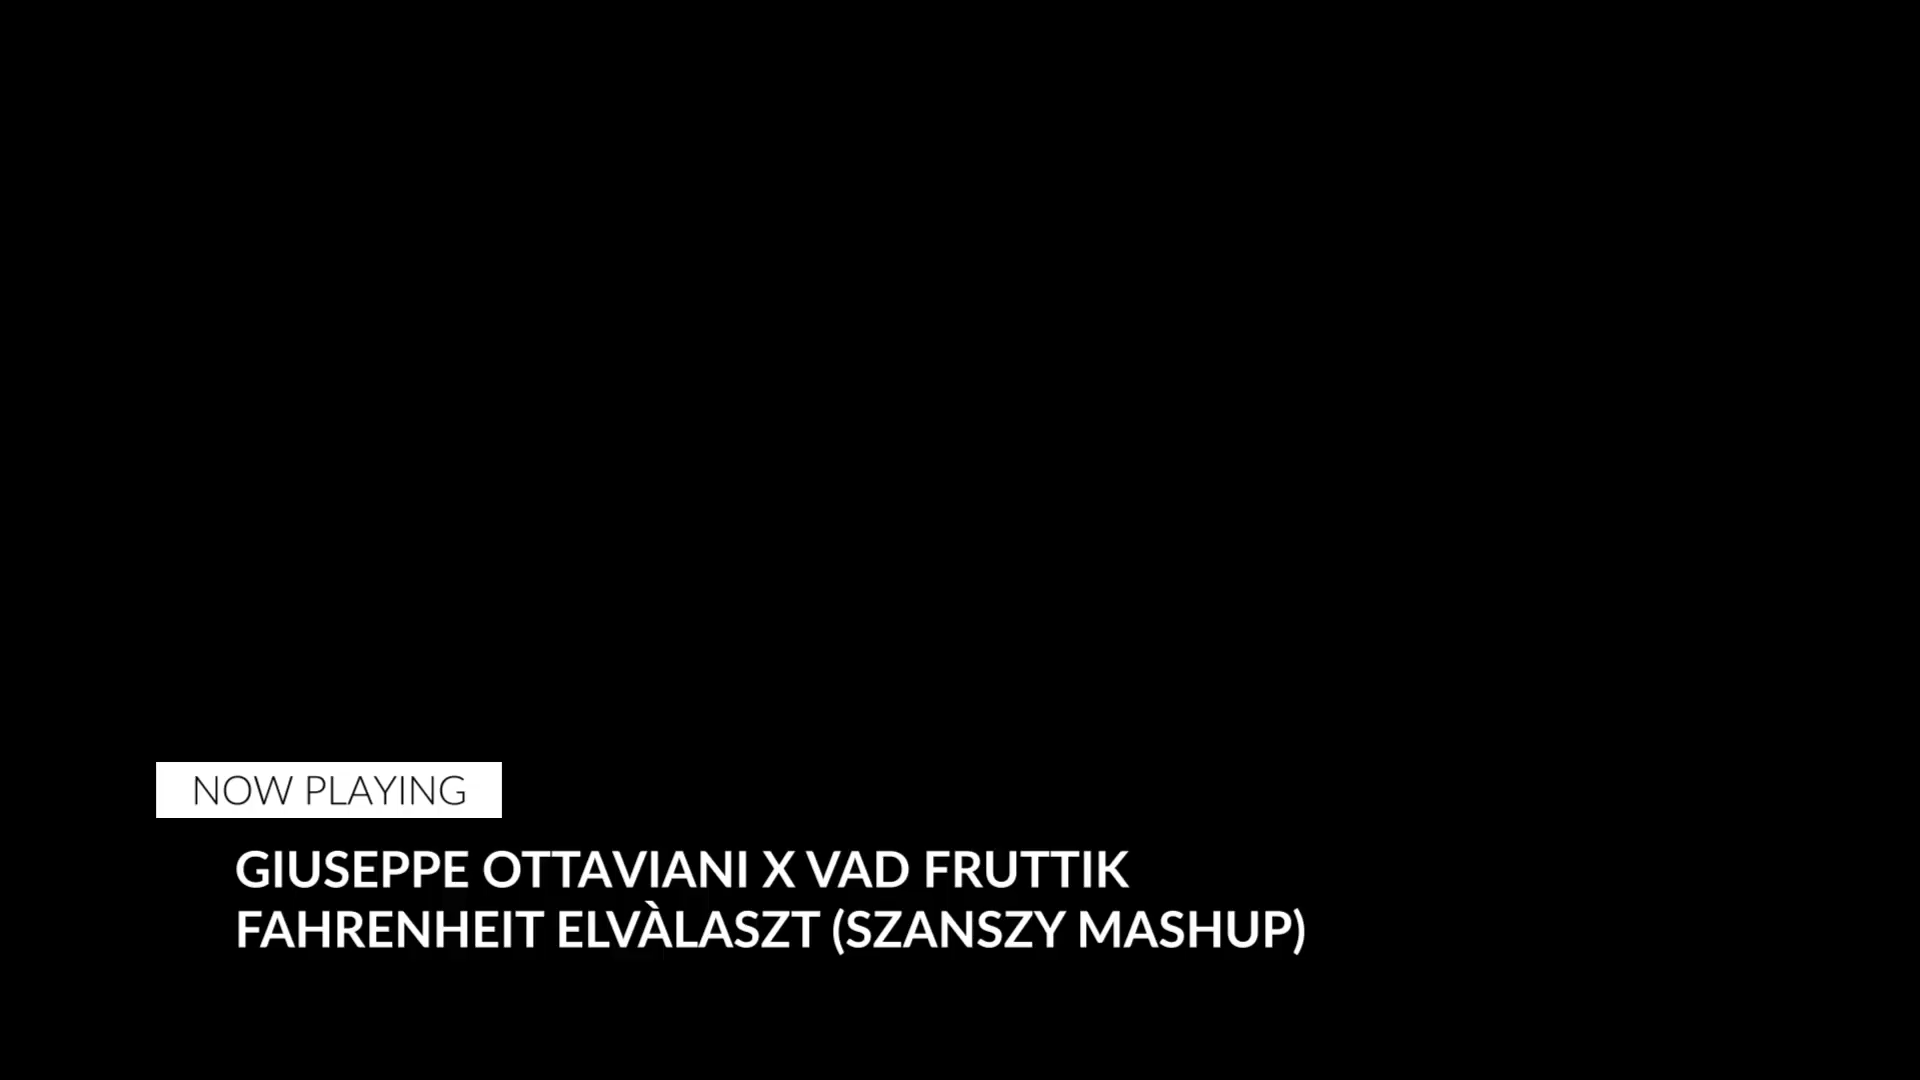 NOW PLAYING
GIUSEPPE OTTAVIANI X VAD FRUTTIK
FAHRENHEIT ELVÀLASZT (SZANSZY MASHUP)